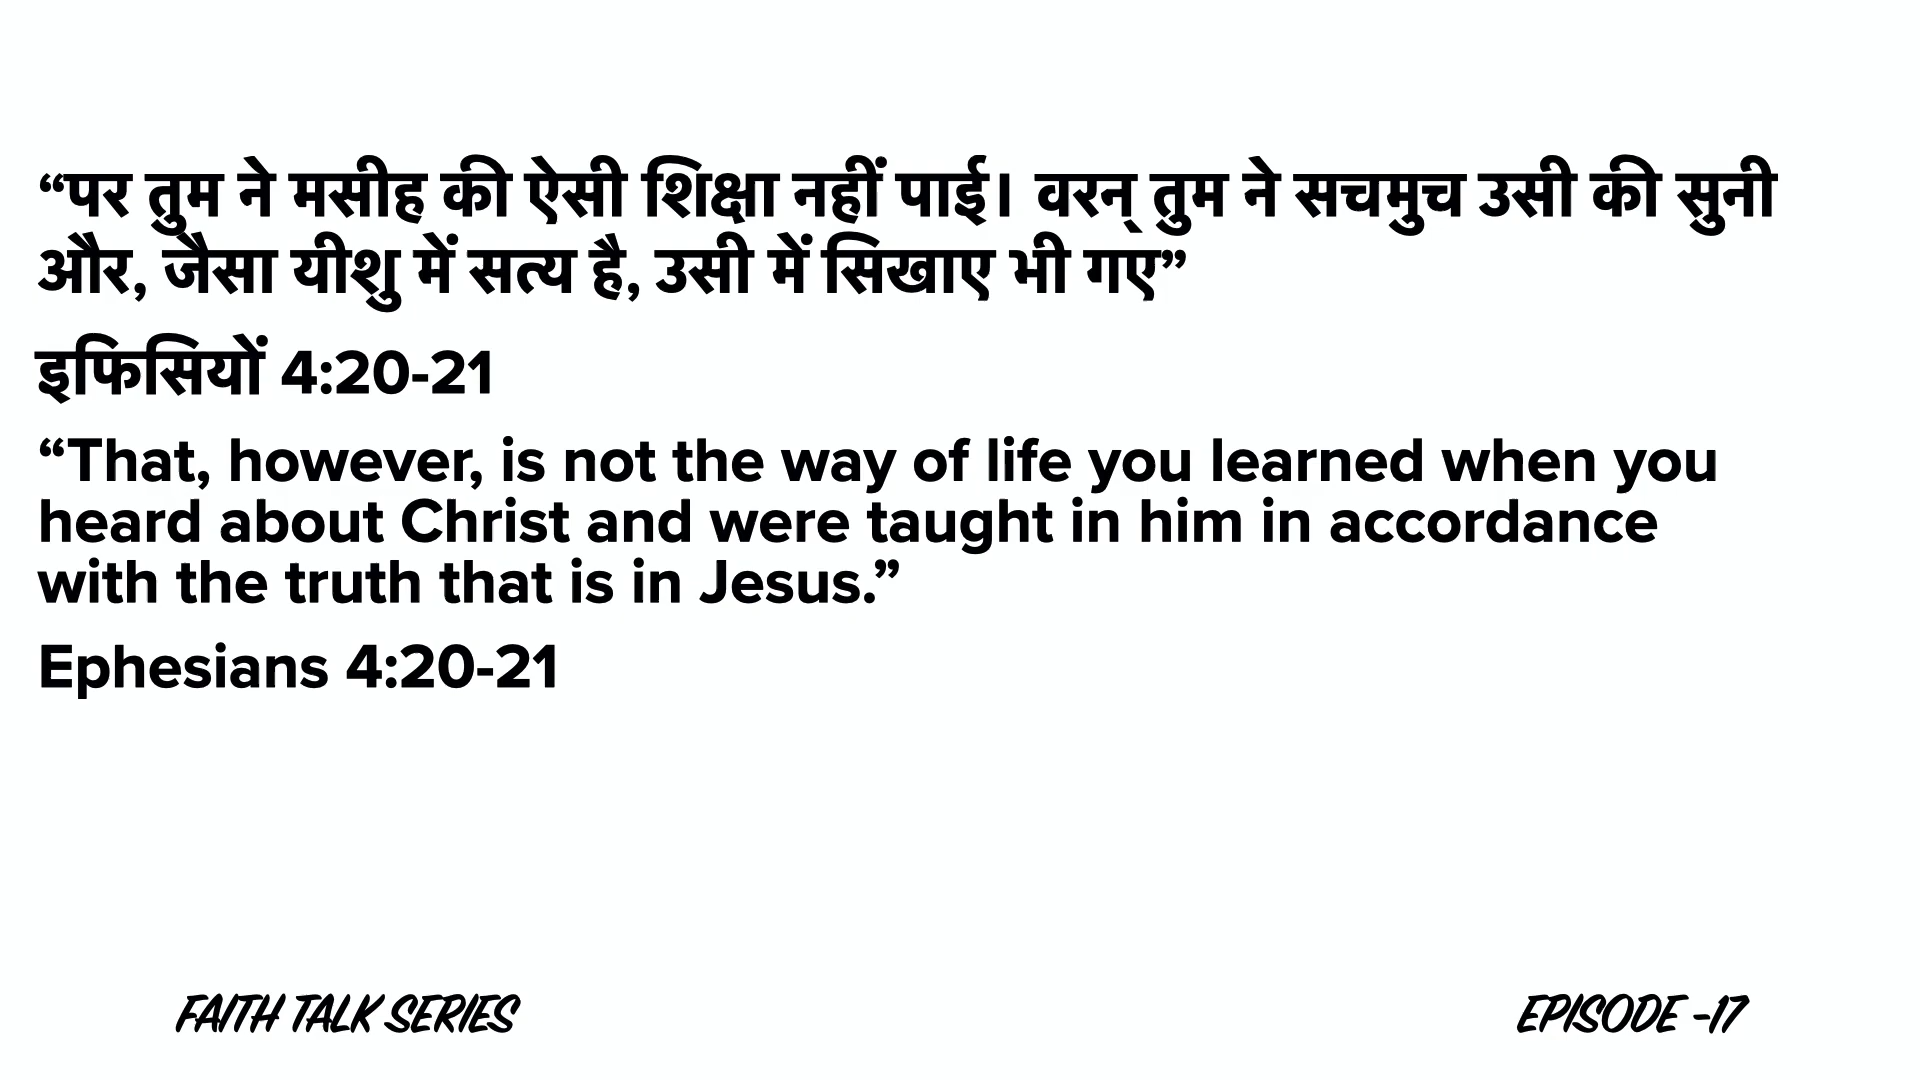 “पर तुम ने मसीह की ऐसी शिक्षा नहीं पाई। वरन् तुम ने सचमुच उसी की सुनी
और, जैसा यीशु में सत्य है, उसी में सिखाए भी गए”
इफिसियों 4:20-21
“That, however, is not the way of life you learned when you
heard about Christ and were taught in him in accordance
with the truth that is in Jesus.”
Ephesians 4:20-21
FAITH TALK SERIES
EPISODE -17